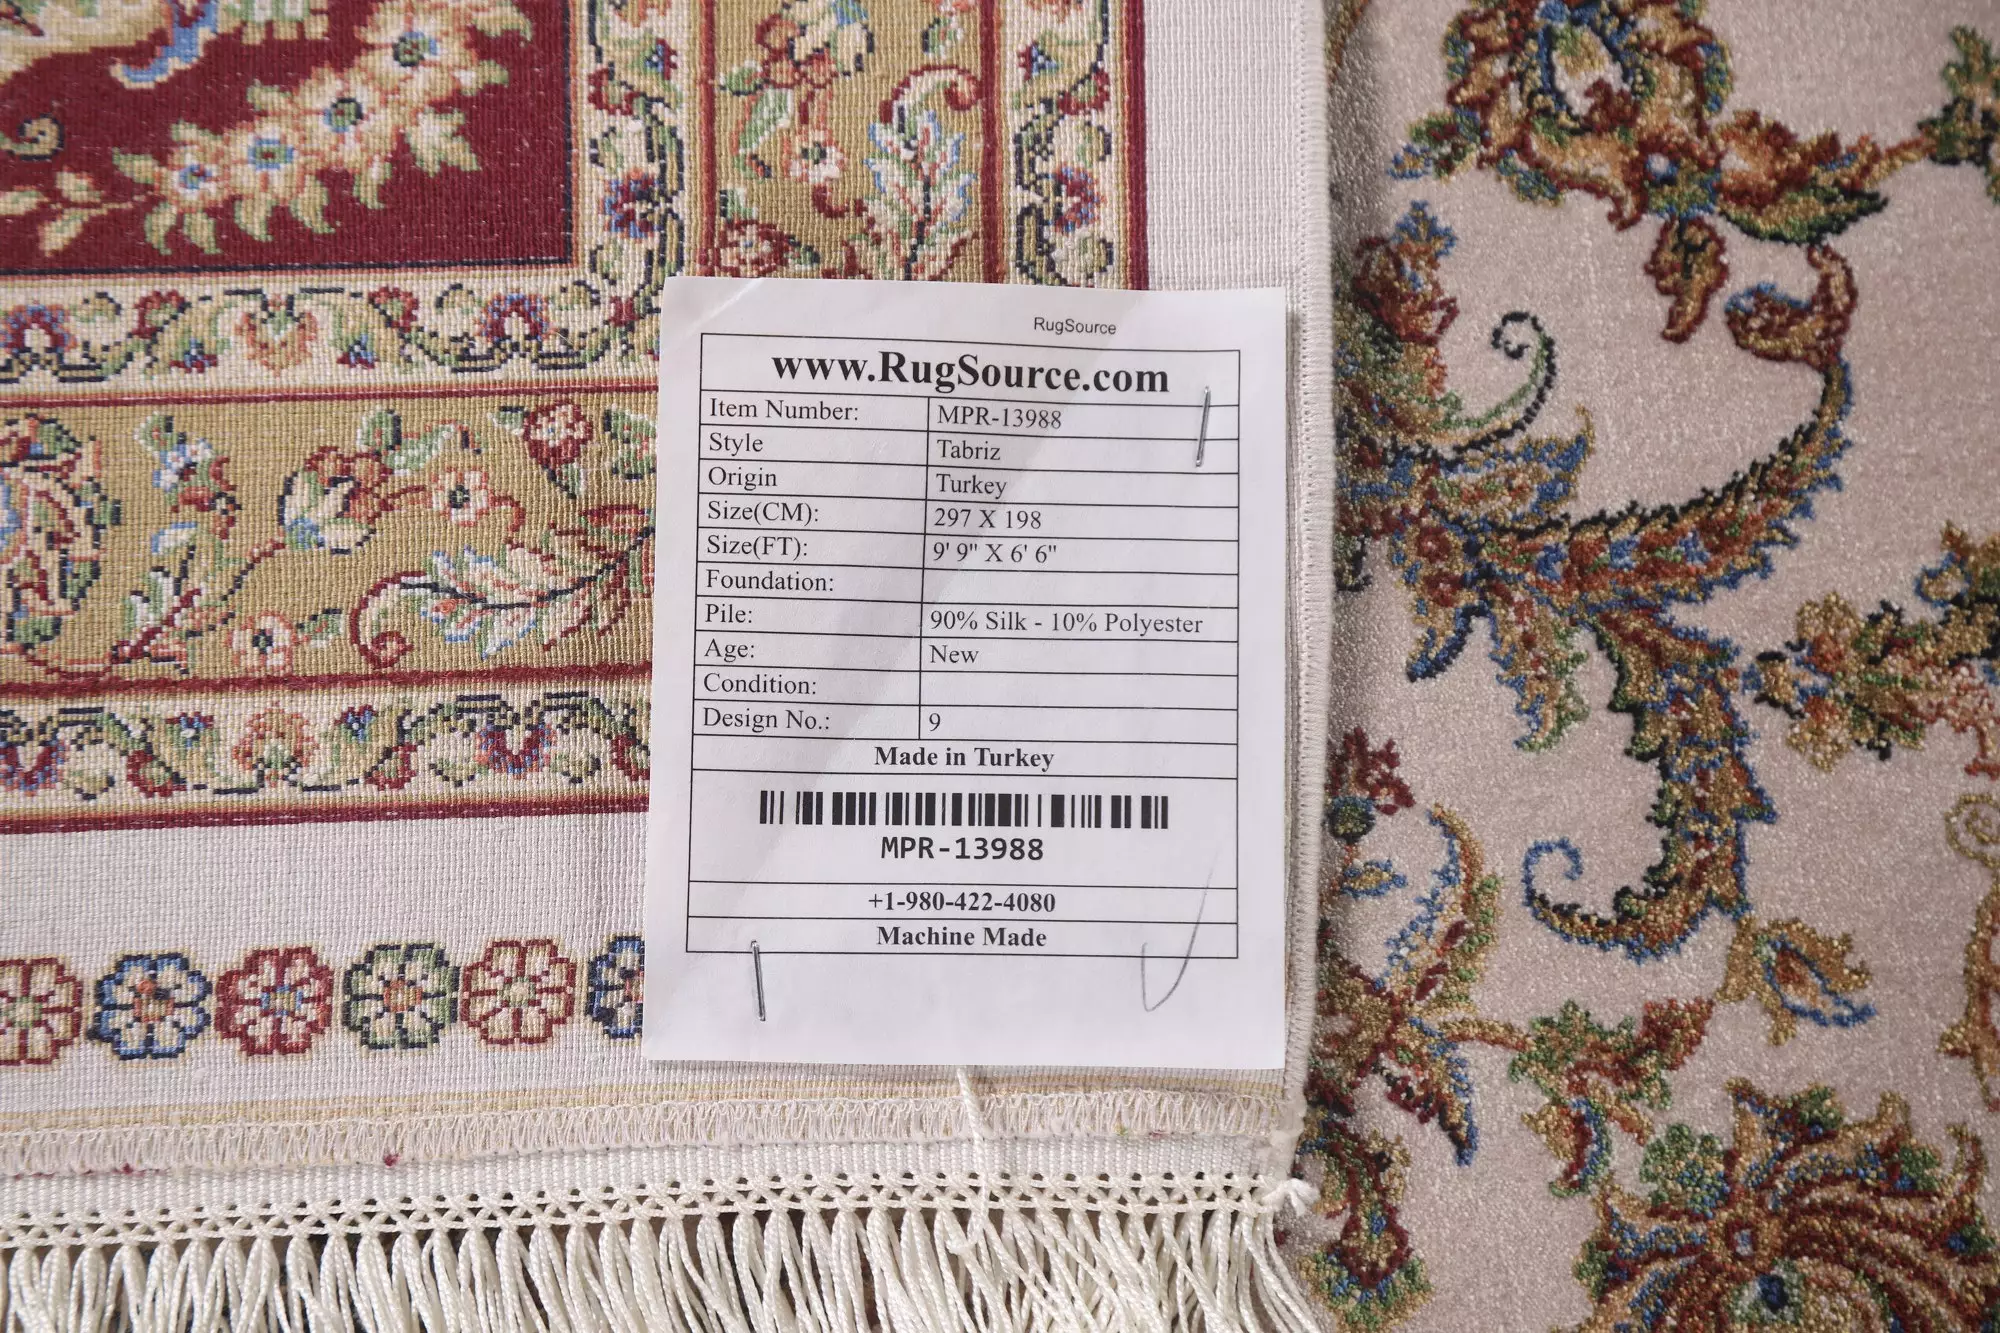 RugSource
www.RugSource.com
Item Number: MPR-13988
Style Tabriz
Origin Turkey
Size(CM): 297 X 198
Size(FT): 9' 9" X 6' 6"
Foundation:
Pile: 90% Silk - 10% Polyester
Age: New
Condition:
Design No.: 9
Made in Turkey
MPR-13988
+1-980-422-4080
Machine Made